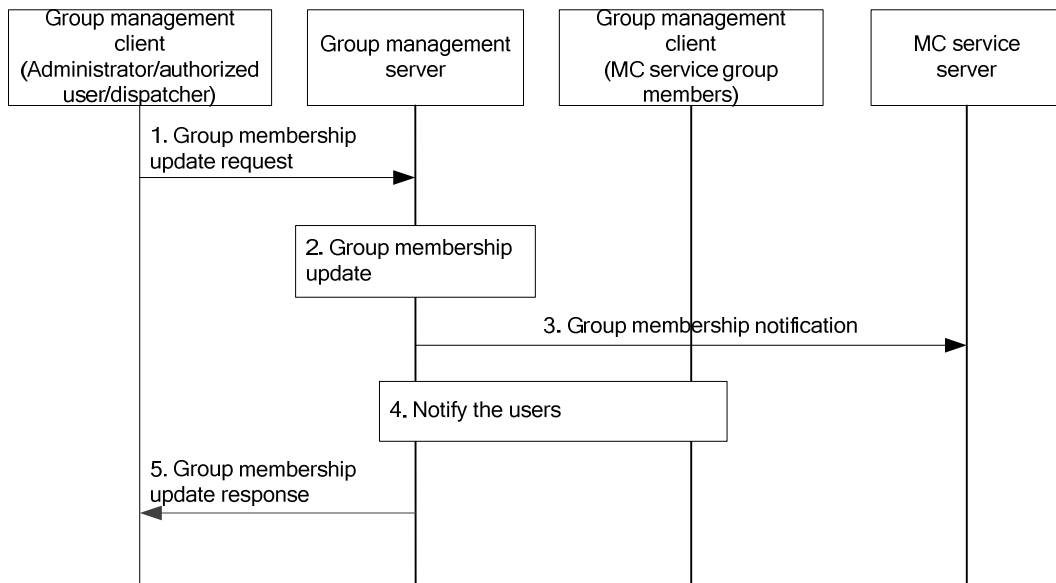 Group management
client
(Administrator/authorized
user/dispatcher)
Group management
server
Group management
client
(MC service group
members)
MC service
server
1. Group membership
update request
2. Group membership
update
3. Group membership notification
4. Notify the users
5. Group membership
update response